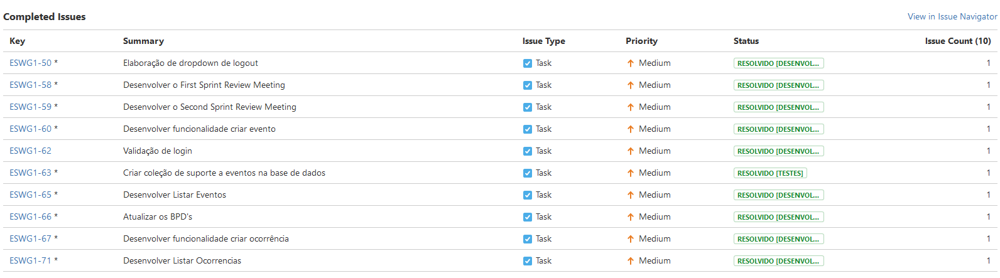 Completed Issues View in Issue Navigator
Key Summary Issue Type Priority Status Issue Count (10)
ESWG1-50 * Elaboração de dropdown de logout Task Medium RESOLVIDO [DESENVOL... 1
ESWG1-58 * Desenvolver o First Sprint Review Meeting Task Medium RESOLVIDO [DESENVOL... 1
ESWG1-59 * Desenvolver o Second Sprint Review Meeting Task Medium RESOLVIDO [DESENVOL... 1
ESWG1-60 * Desenvolver funcionalidade criar evento Task Medium RESOLVIDO [DESENVOL... 1
ESWG1-62 Validação de login Task Medium RESOLVIDO [DESENVOL... 1
ESWG1-63 * Criar coleção de suporte a eventos na base de dados Task Medium RESOLVIDO [TESTES] 1
ESWG1-65 * Desenvolver Listar Eventos Task Medium RESOLVIDO [DESENVOL... 1
ESWG1-66 * Atualizar os BPD's Task Medium RESOLVIDO [DESENVOL... 1
ESWG1-67 * Desenvolver funcionalidade criar ocorrência Task Medium RESOLVIDO [DESENVOL... 1
ESWG1-71 * Desenvolver Listar Ocorrencias Task Medium RESOLVIDO [DESENVOL... 1